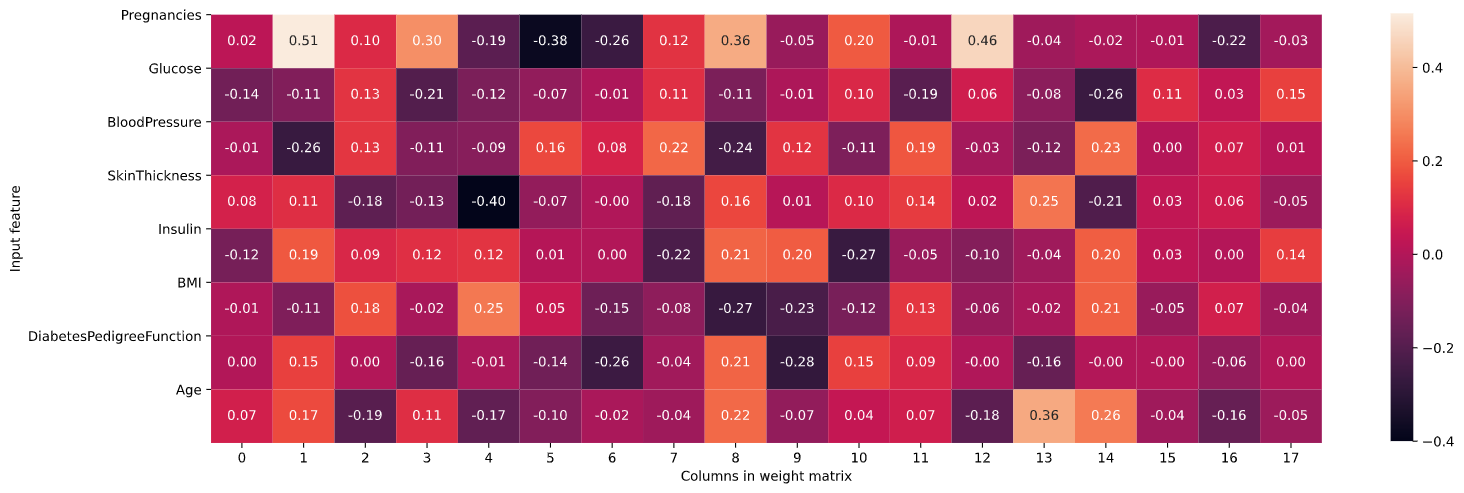 Pregnancies
0.02 0.51 0.10 0.30 -0.19 -0.38 -0.26 0.12 0.36 -0.05 0.20 -0.01 0.46 -0.04 -0.02 -0.01 -0.22 -0.03
Glucose
-0.14 -0.11 0.13 -0.21 -0.12 -0.07 -0.01 0.11 -0.11 -0.01 0.10 -0.19 0.06 -0.08 -0.26 0.11 0.03 0.15
BloodPressure
-0.01 -0.26 0.13 -0.11 -0.09 0.16 0.08 0.22 -0.24 0.12 -0.11 0.19 -0.03 -0.12 0.23 0.00 0.07 0.01
SkinThickness
0.08 0.11 -0.18 -0.13 -0.40 -0.07 -0.00 -0.18 0.16 0.01 0.10 0.14 0.02 0.25 -0.21 0.03 0.06 -0.05
Insulin
-0.12 0.19 0.09 0.12 0.12 0.01 0.00 -0.22 0.21 0.20 -0.27 -0.05 -0.10 -0.04 0.20 0.03 0.00 0.14
BMI
-0.01 -0.11 0.18 -0.02 0.25 0.05 -0.15 -0.08 -0.27 -0.23 -0.12 0.13 -0.06 -0.02 0.21 -0.05 0.07 -0.04
DiabetesPedigreeFunction
0.00 0.15 0.00 -0.16 -0.01 -0.14 -0.26 -0.04 0.21 -0.28 0.15 0.09 -0.00 -0.16 -0.00 -0.00 -0.06 0.00
Age
0.07 0.17 -0.19 0.11 -0.17 -0.10 -0.02 -0.04 0.22 -0.07 0.04 0.07 -0.18 0.36 0.26 -0.04 -0.16 -0.05
0 1 2 3 4 5 6 7 8 9 10 11 12 13 14 15 16 17
Columns in weight matrix
Input feature
0.4
0.2
0.0
−0.2
−0.4